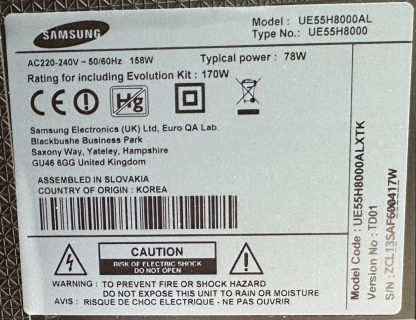 SAMSUNG
Model : UE55H8000AL
Type No.: UE55H8000
AC220-240V ~ 50/60Hz 158W
Typical power : 78W
Rating for including Evolution Kit : 170W
CE
Hg
Samsung Electronics (UK) Ltd, Euro QA Lab.
Blackbushe Business Park
Saxony Way, Yateley, Hampshire
GU46 6GG United Kingdom
ASSEMBLED IN SLOVAKIA
COUNTRY OF ORIGIN : KOREA
CAUTION
RISK OF ELECTRIC SHOCK
DO NOT OPEN
WARNING : TO PREVENT FIRE OR SHOCK HAZARD
DO NOT EXPOSE THIS UNIT TO RAIN OR MOISTURE
AVIS : RISQUE DE CHOC ELECTRIQUE - NE PAS OUVRIR
Model Code : UE55H8000ALXTK
Version No : TD01
S/N : ZCL13SAF600417W